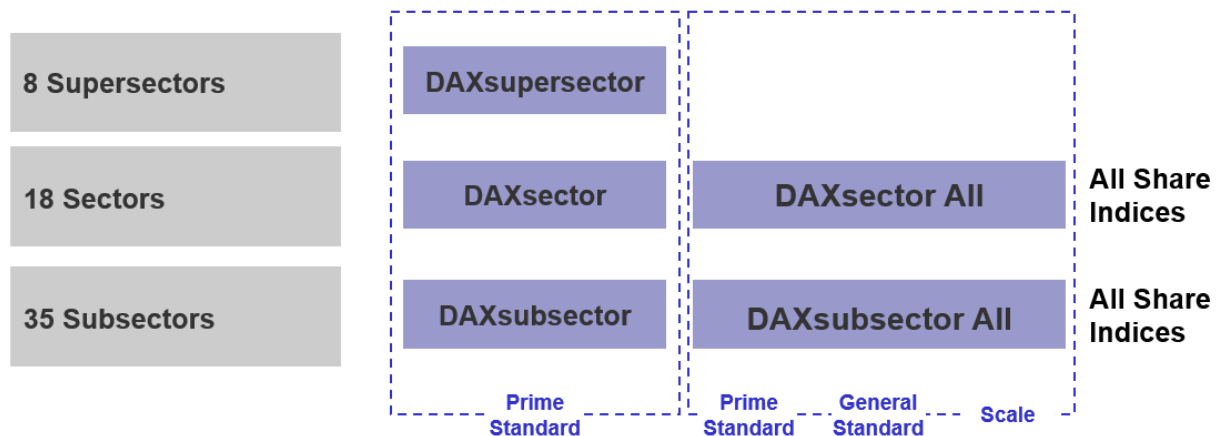 8 Supersectors
DAXsupersector
18 Sectors
DAXsector
DAXsector All
All Share
Indices
35 Subsectors
DAXsubsector
DAXsubsector All
All Share
Indices
Prime
Standard
Prime
Standard
General
Standard
Scale